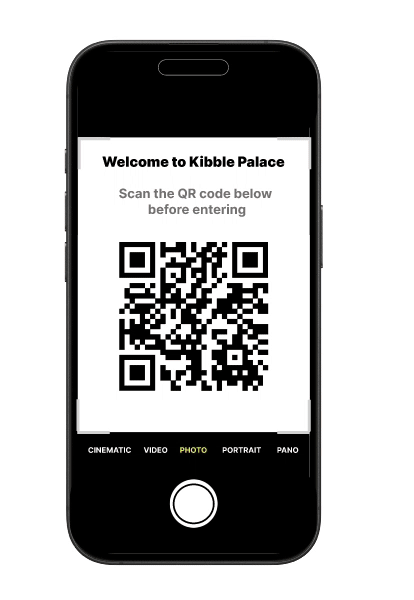 Welcome to Kibble Palace
Scan the QR code below
before entering
CINEMATIC VIDEO PHOTO PORTRAIT PANO